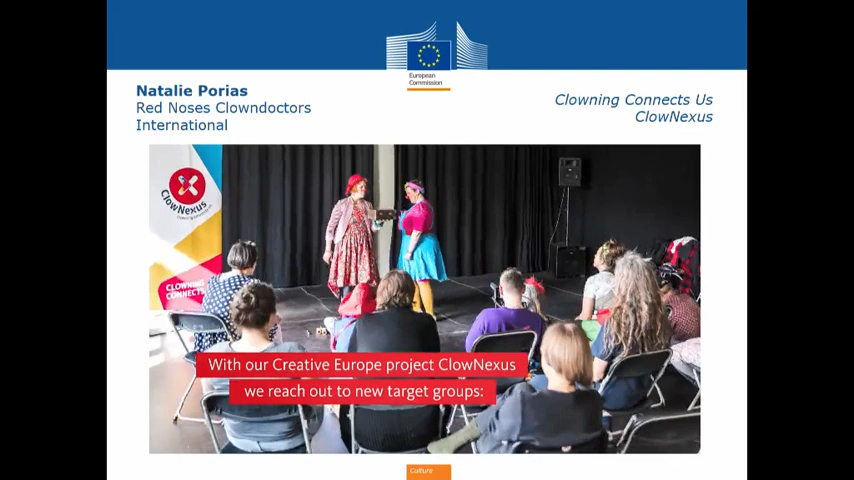 European
Commission
Natalie Porias
Red Noses Clowndoctors
International
Clowning Connects Us
ClowNexus
ClowNexus
CLOWNING
CONNECTS
With our Creative Europe project ClowNexus
we reach out to new target groups:
Culture